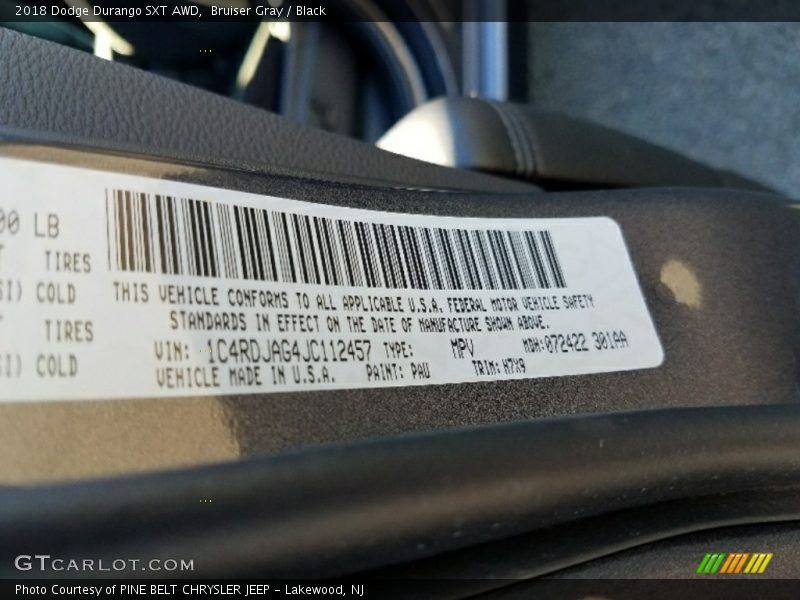 2018 Dodge Durango SXT AWD, Bruiser Gray / Black
00 LB
TIRES
SI) COLD
TIRES
SI) COLD
THIS VEHICLE CONFORMS TO ALL APPLICABLE U.S.A. FEDERAL MOTOR VEHICLE SAFETY
STANDARDS IN EFFECT ON THE DATE OF MANUFACTURE SHOWN ABOVE.
VIN: 1C4RDJAG4JC112457 TYPE: MPV MDH:072422 301AA
VEHICLE MADE IN U.S.A. PAINT: PAU TRIM: H7X9
GTCARLOT.COM
Photo Courtesy of PINE BELT CHRYSLER JEEP - Lakewood, NJ